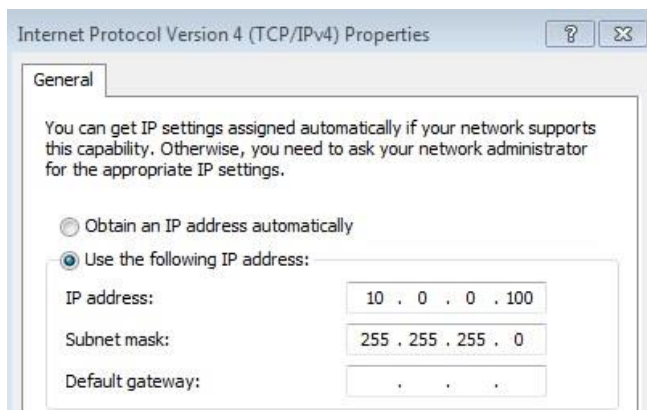 Internet Protocol Version 4 (TCP/IPv4) Properties
General
You can get IP settings assigned automatically if your network supports
this capability. Otherwise, you need to ask your network administrator
for the appropriate IP settings.
Obtain an IP address automatically
Use the following IP address:
IP address: 10 . 0 . 0 . 100
Subnet mask: 255 . 255 . 255 . 0
Default gateway: . . .